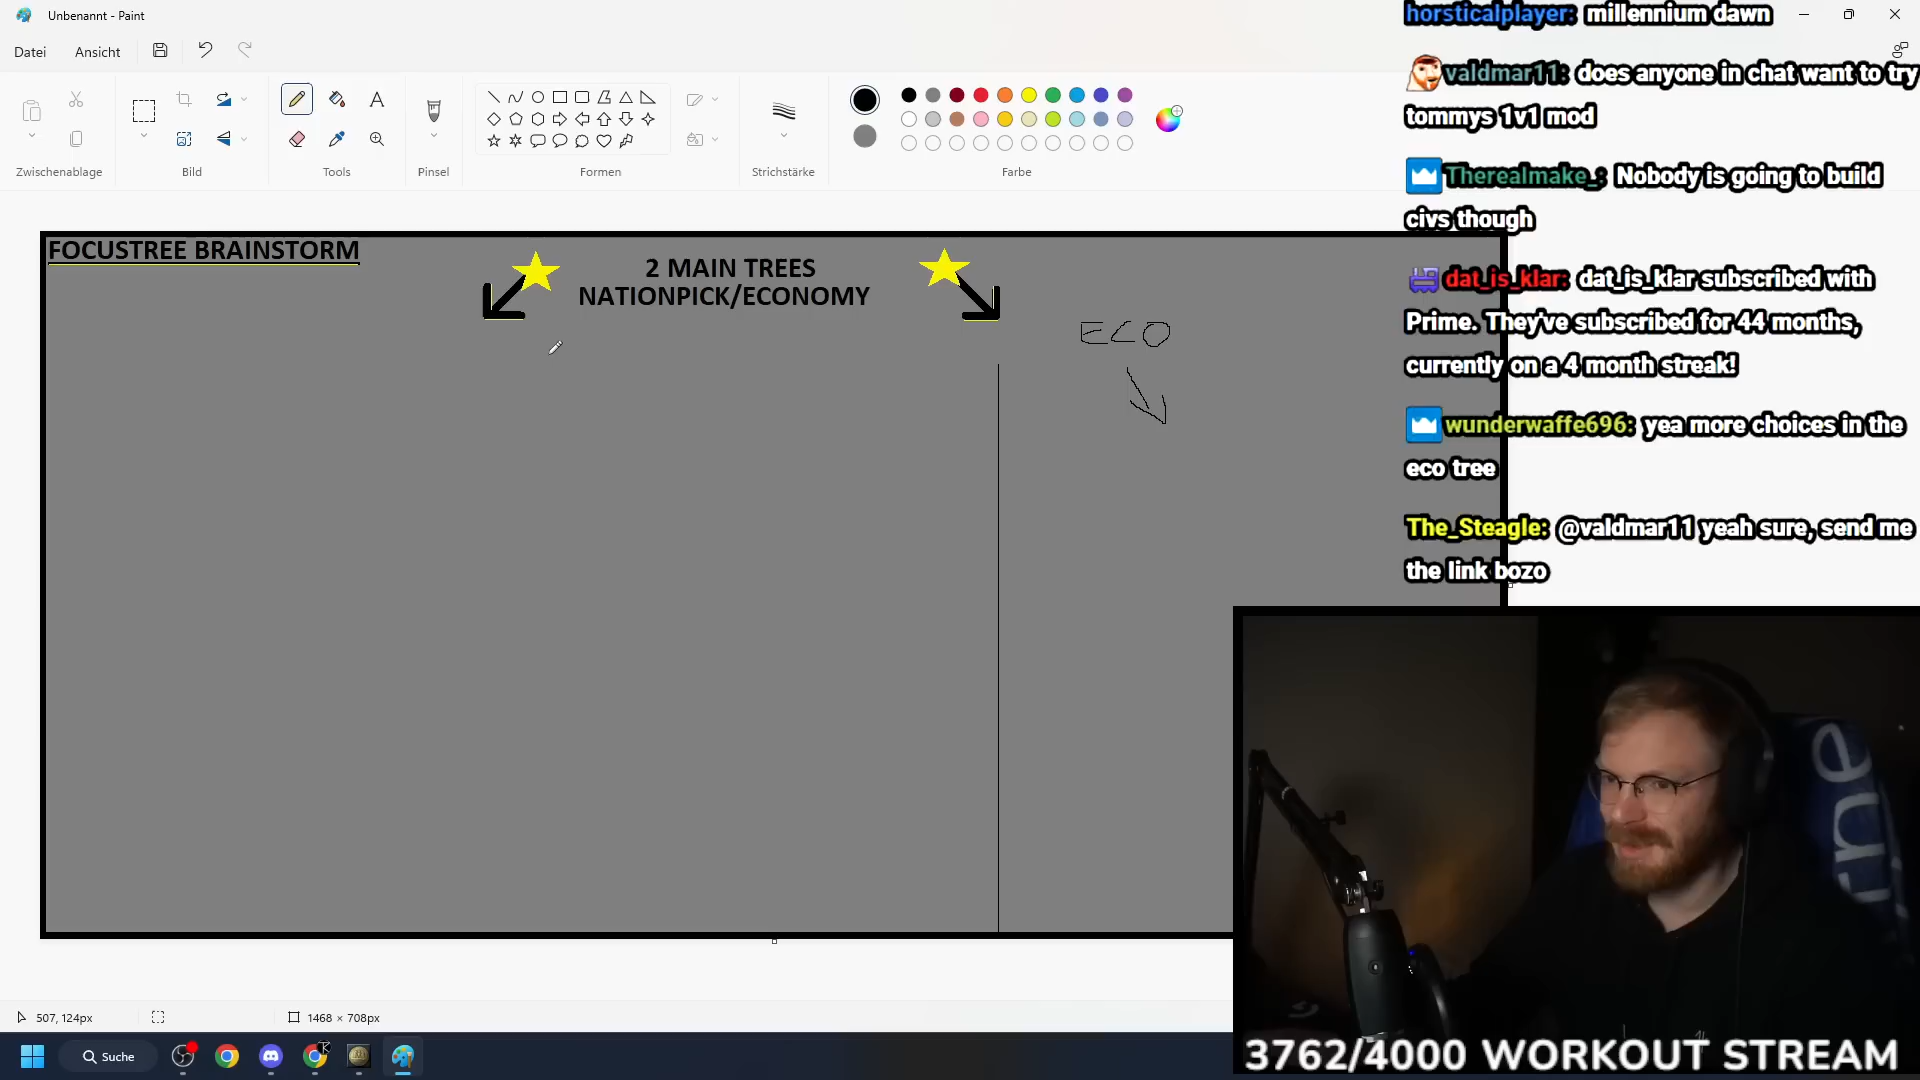 Unbenannt - Paint
Datei
Ansicht
Zwischenablage
Bild
Tools
Pinsel
Formen
Strichstärke
Farbe
FOCUSTREE BRAINSTORM
2 MAIN TREES
NATIONPICK/ECONOMY
ECO
horsticalplayer: millennium dawn
valdmar11: does anyone in chat want to try
tommys 1v1 mod
Therealmake_: Nobody is going to build
civs though
dat_is_klar: dat_is_klar subscribed with
Prime. They've subscribed for 44 months,
currently on a 4 month streak!
wunderwaffe696: yea more choices in the
eco tree
The_Steagle: @valdmar11 yeah sure, send me
the link bozo
507, 124px
1468 × 708px
Suche
3762/4000 WORKOUT STREAM